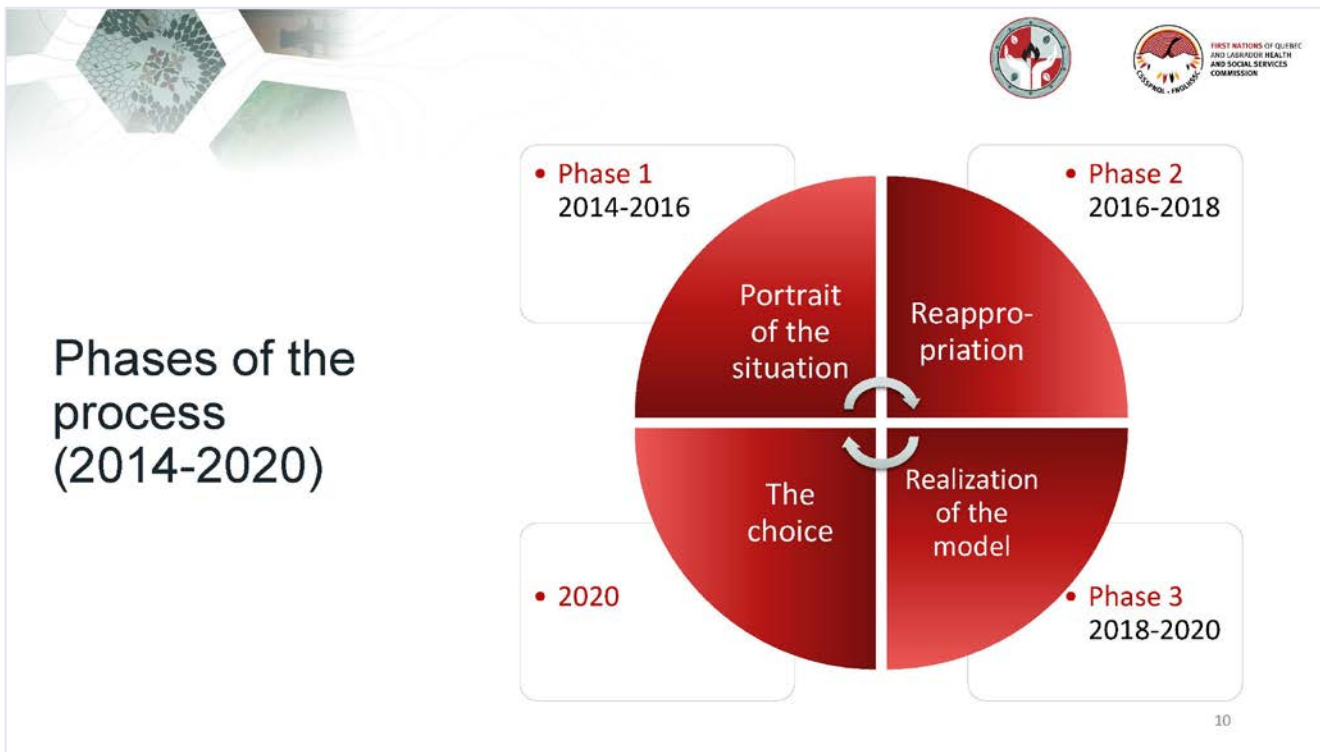 FIRST NATIONS OF QUEBEC
AND LABRADOR HEALTH
AND SOCIAL SERVICES
COMMISSION
CSSSPNQL • FNQLHSSC
Phases of the
process
(2014-2020)
• Phase 1
2014-2016
• Phase 2
2016-2018
Portrait
of the
situation
Reappro-
priation
The
choice
Realization
of the
model
• 2020
• Phase 3
2018-2020
10